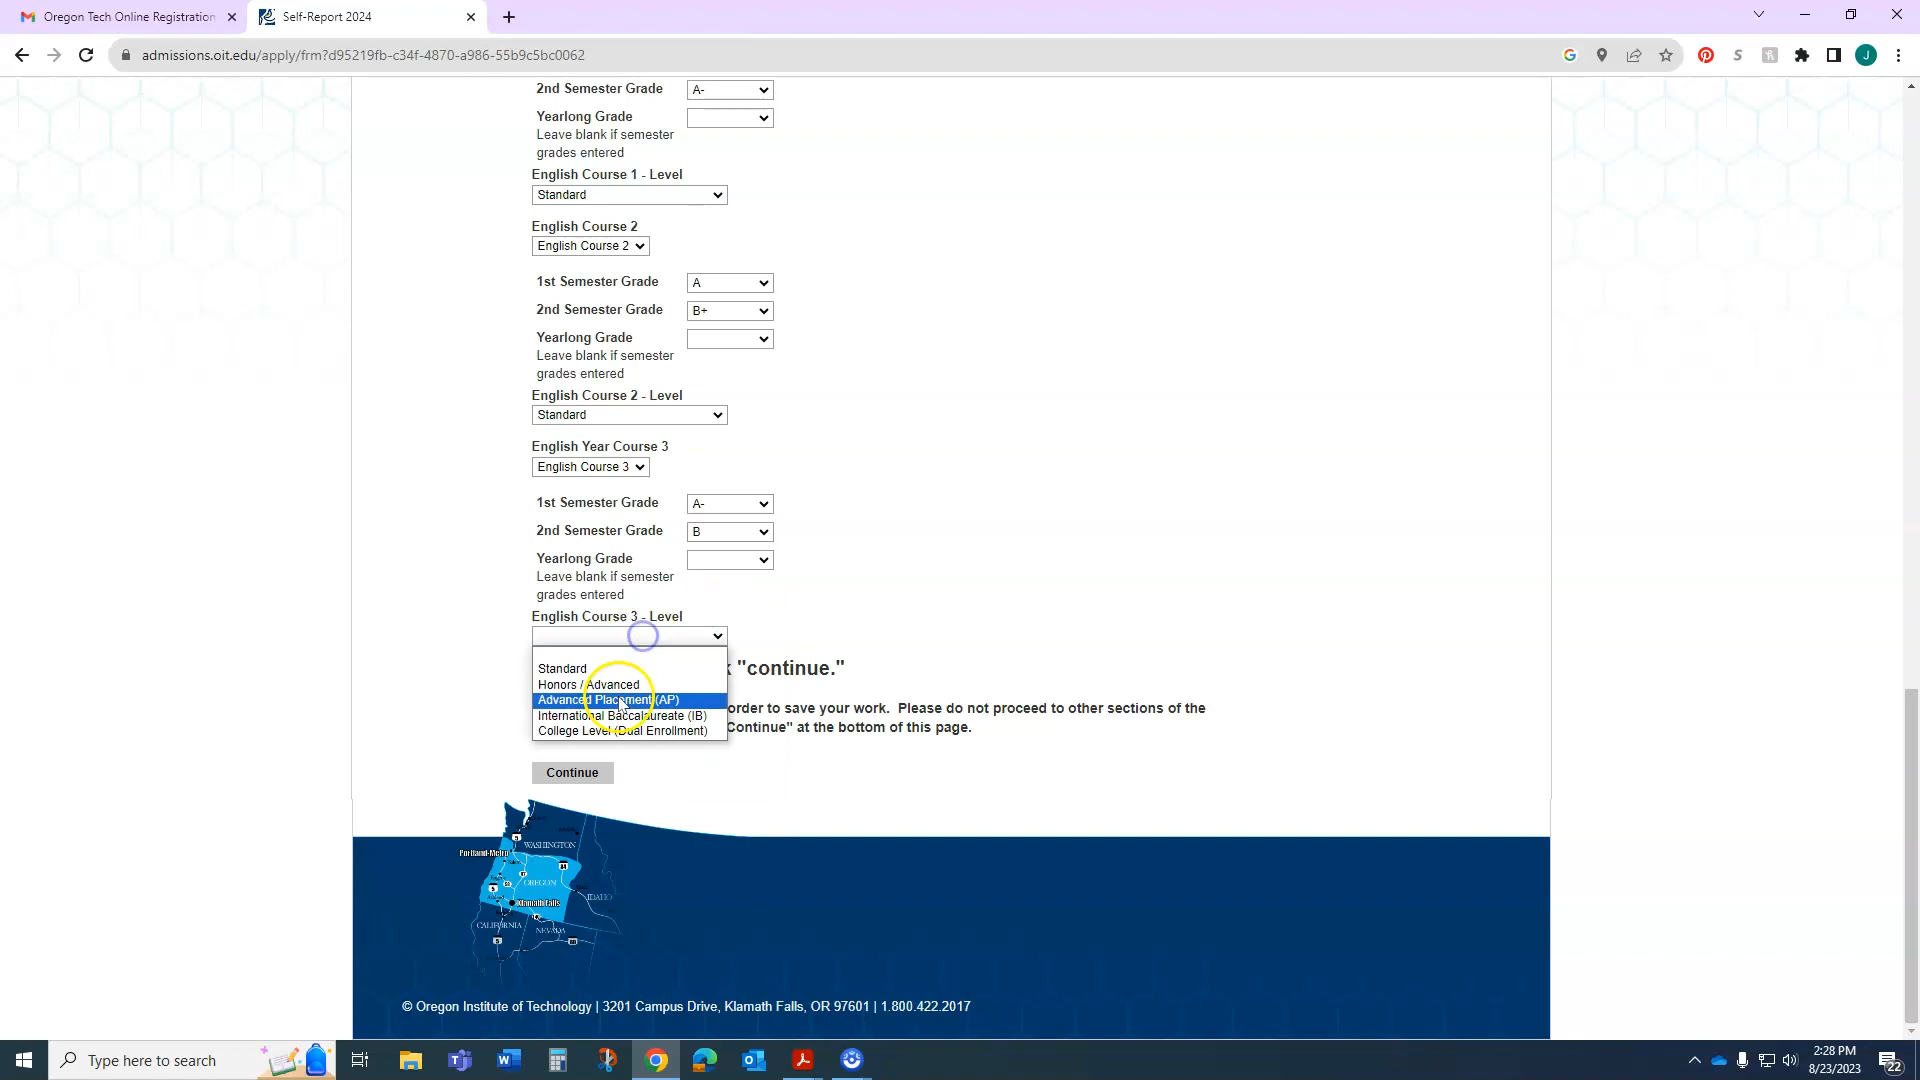 Oregon Tech Online Registration
Self-Report 2024
admissions.oit.edu/apply/frm?d95219fb-c34f-4870-a986-55b9c5bc0062
J
2nd Semester Grade A-
Yearlong Grade
Leave blank if semester
grades entered
English Course 1 - Level
Standard
English Course 2
English Course 2
1st Semester Grade A
2nd Semester Grade B+
Yearlong Grade
Leave blank if semester
grades entered
English Course 2 - Level
Standard
English Year Course 3
English Course 3
1st Semester Grade A-
2nd Semester Grade B
Yearlong Grade
Leave blank if semester
grades entered
English Course 3 - Level
Standard
Honors / Advanced
Advanced Placement (AP)
International Baccalaureate (IB)
College Level (Dual Enrollment)
"continue."
order to save your work. Please do not proceed to other sections of the
Continue" at the bottom of this page.
Continue
WASHINGTON
Portland-Metro
OREGON
IDAHO
Klamath Falls
CALIFORNIA
NEVADA
© Oregon Institute of Technology | 3201 Campus Drive, Klamath Falls, OR 97601 | 1.800.422.2017
Type here to search
2:28 PM
8/23/2023
22